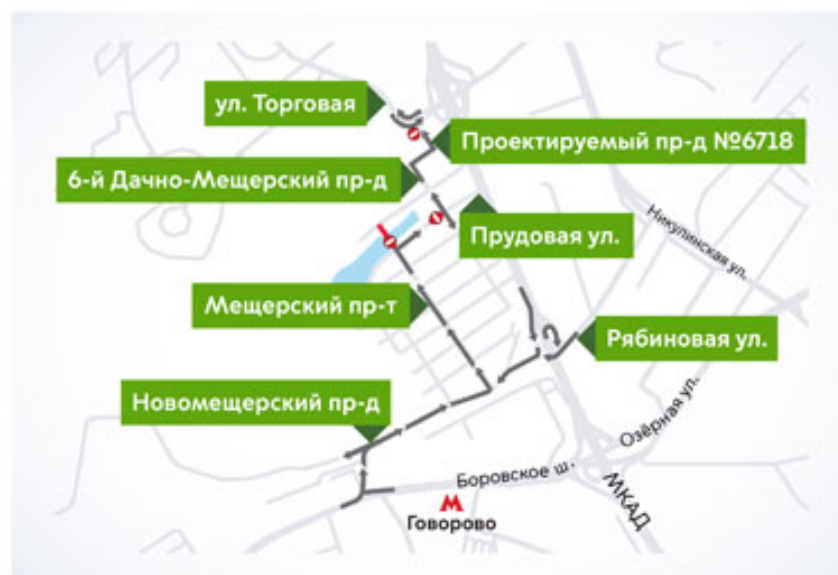 ул. Торговая
Проектируемый пр-д №6718
6-й Дачно-Мещерский пр-д
Никулинская ул.
Прудовая ул.
Мещерский пр-т
Рябиновая ул.
Новомещерский пр-д
Озёрная ул.
Боровское ш.
МКАД
Говорово